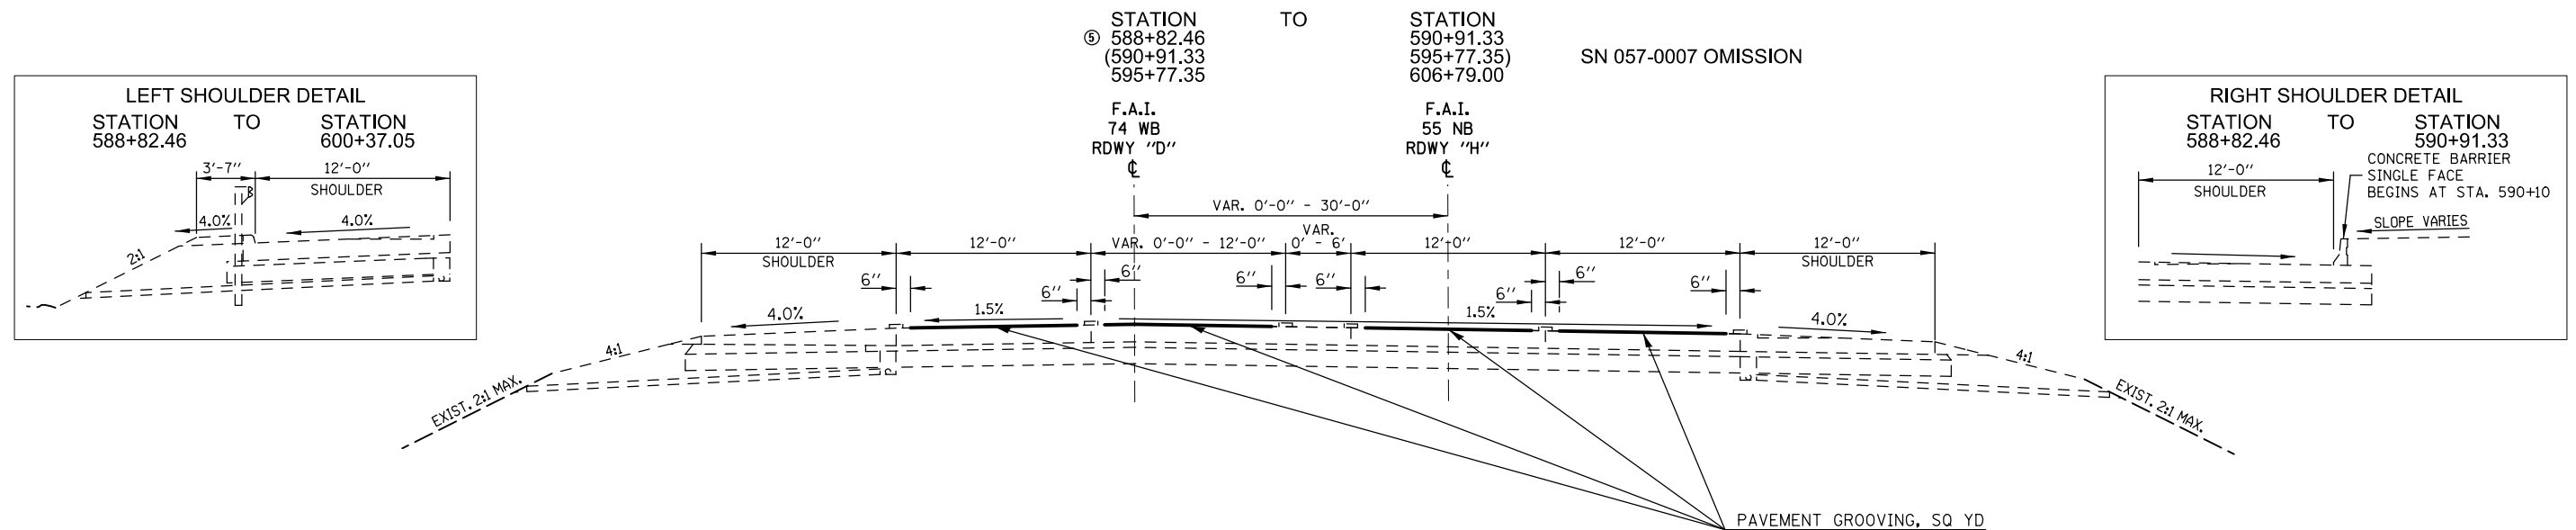 STATION TO STATION
⑤ 588+82.46 590+91.33
(590+91.33 595+77.35) SN 057-0007 OMISSION
595+77.35 606+79.00
F.A.I. F.A.I.
74 WB 55 NB
RDWY "D" RDWY "H"
℄ ℄
LEFT SHOULDER DETAIL
STATION TO STATION
588+82.46 600+37.05
3'-7" 12'-0"
SHOULDER
4.0% 4.0%
2:1
RIGHT SHOULDER DETAIL
STATION TO STATION
588+82.46 590+91.33
CONCRETE BARRIER
SINGLE FACE
BEGINS AT STA. 590+10
12'-0"
SHOULDER
SLOPE VARIES
VAR. 0'-0" - 30'-0"
VAR.
12'-0" 12'-0" VAR. 0'-0" - 12'-0" 0' - 6' 12'-0" 12'-0" 12'-0"
SHOULDER SHOULDER
6" 6" 6" 6" 6" 6" 6" 6"
4.0% 1.5% 1.5% 4.0%
4:1 4:1
EXIST. 2:1 MAX. EXIST. 2:1 MAX.
PAVEMENT GROOVING, SQ YD